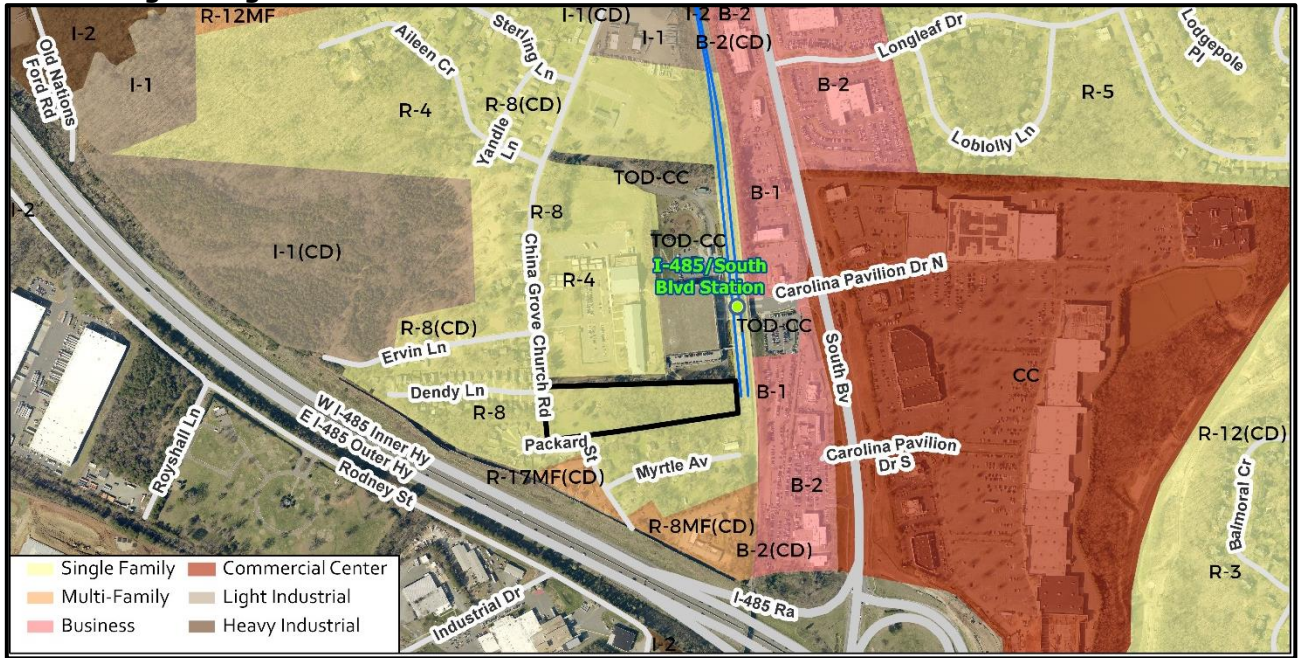 R-12MF
I-2
Old Nations
Ford Rd
I-1
Aileen Cr
Sterling Ln
I-1(CD)
I-1
I-2
B-2
B-2(CD)
Longleaf Dr
Lodgepole
Pl
R-4
R-8(CD)
Yandle
Ln
B-2
R-5
Loblolly Ln
TOD-CC
B-1
R-8
I-2
I-1(CD)
China Grove Church Rd
TOD-CC
R-4
I-485/South
Blvd Station
Carolina Pavilion Dr N
TOD-CC
R-8(CD)
Ervin Ln
South Bv
CC
Dendy Ln
B-1
R-8
W I-485 Inner Hy
E I-485 Outer Hy
Royshall Ln
Rodney St
Packard
St
Myrtle Av
Carolina Pavilion
Dr S
R-12(CD)
R-17MF(CD)
B-2
R-8MF(CD)
B-2(CD)
Balmoral Cr
R-3
I-485 Ra
Industrial Dr
I-2
Single Family
Multi-Family
Business
Commercial Center
Light Industrial
Heavy Industrial